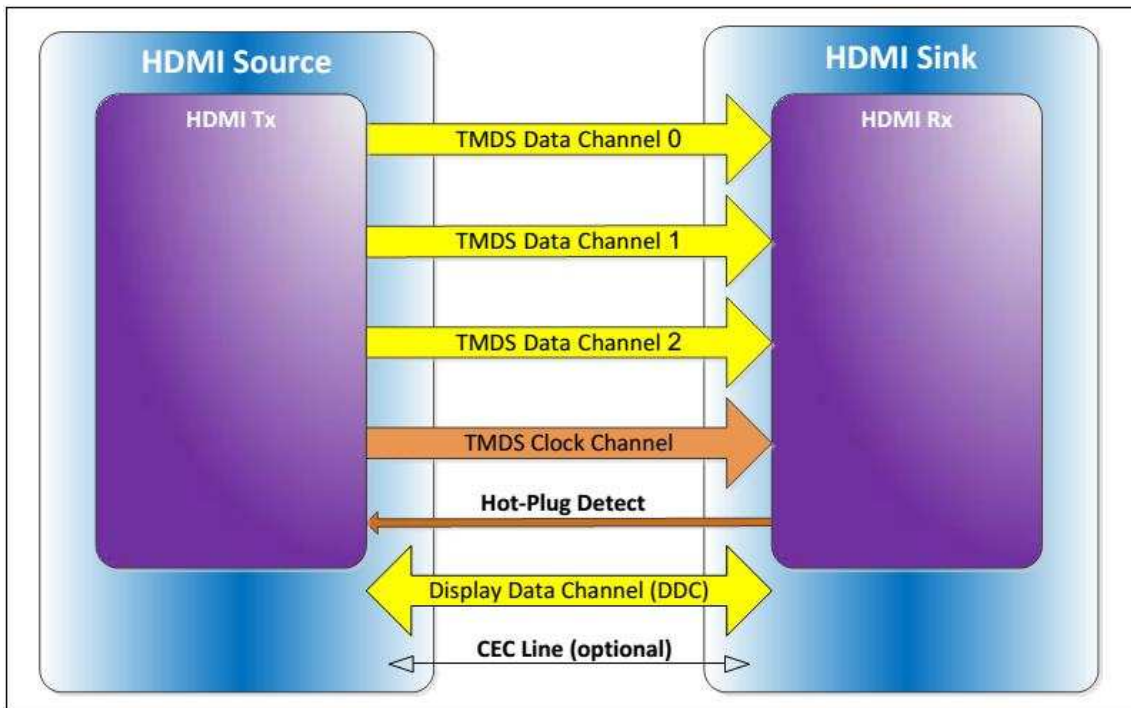 HDMI Source
HDMI Sink
HDMI Tx
HDMI Rx
TMDS Data Channel 0
TMDS Data Channel 1
TMDS Data Channel 2
TMDS Clock Channel
Hot-Plug Detect
Display Data Channel (DDC)
CEC Line (optional)